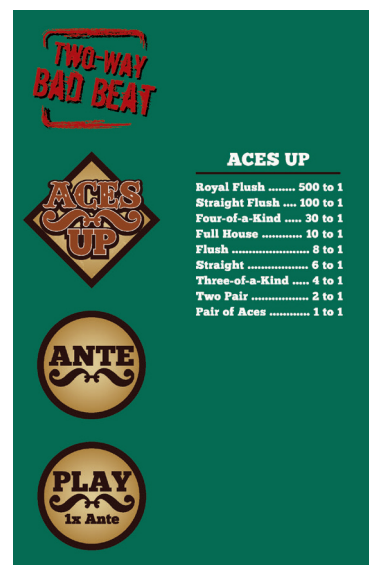 TWO-WAY
BAD BEAT
ACES
UP
ACES UP
Royal Flush ........ 500 to 1
Straight Flush .... 100 to 1
Four-of-a-Kind ..... 30 to 1
Full House ............ 10 to 1
Flush ....................... 8 to 1
Straight .................. 6 to 1
Three-of-a-Kind ..... 4 to 1
Two Pair ................. 2 to 1
Pair of Aces ............ 1 to 1
ANTE
PLAY
1x Ante